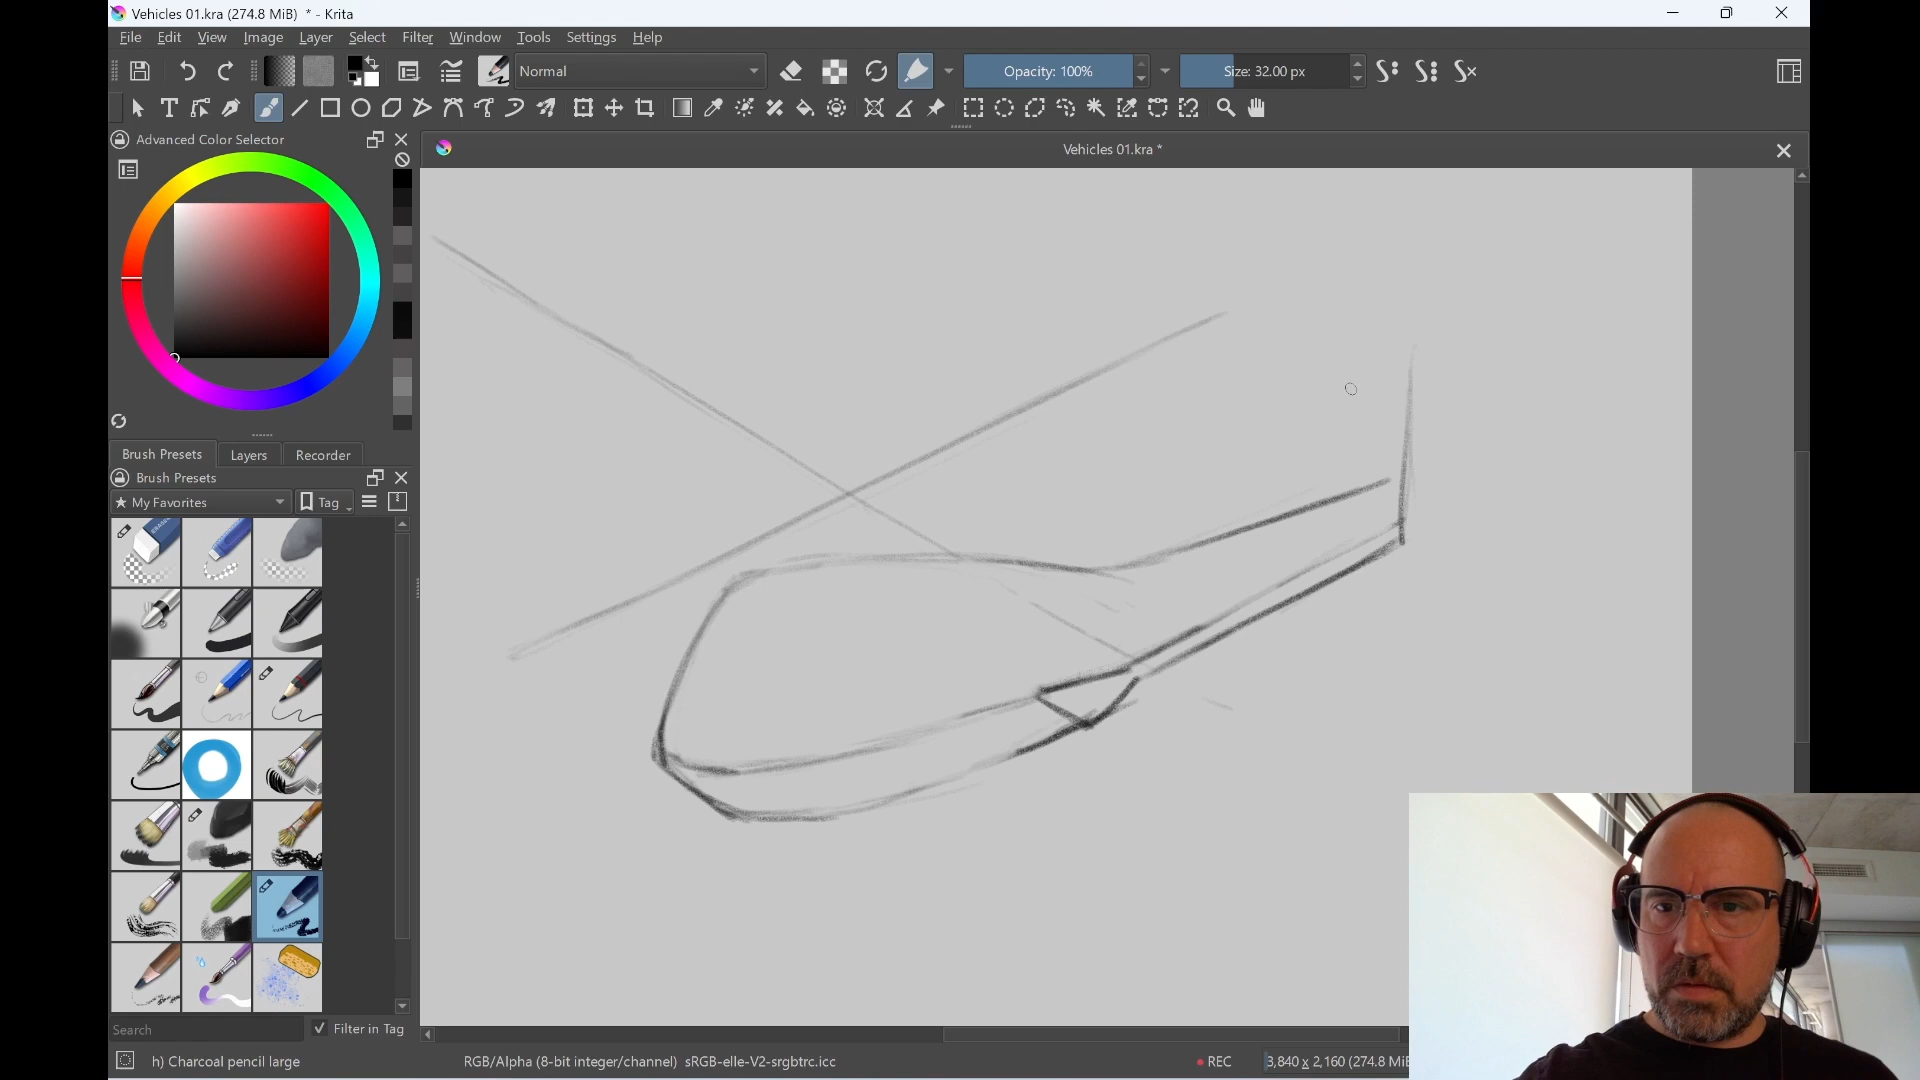 Vehicles 01.kra (274.8 MiB) * - Krita
File Edit View Image Layer Select Filter Window Tools Settings Help
Normal
Opacity: 100%
Size: 32.00 px
Advanced Color Selector
Vehicles 01.kra *
Brush Presets Layers Recorder
Brush Presets
★ My Favorites
Tag
Search
Filter in Tag
h) Charcoal pencil large
RGB/Alpha (8-bit integer/channel) sRGB-elle-V2-srgbtrc.icc
REC
3,840 x 2,160 (274.8 MiB